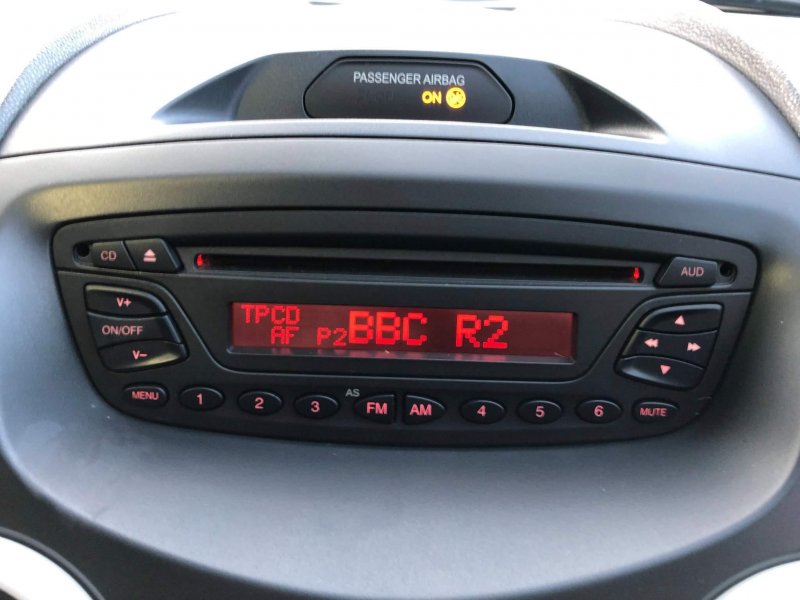 PASSENGER AIRBAG
ON
CD
AUD
V+
ON/OFF
V−
TPCD
AF P2 BBC R2
MENU 1 2 3 AS FM AM 4 5 6 MUTE